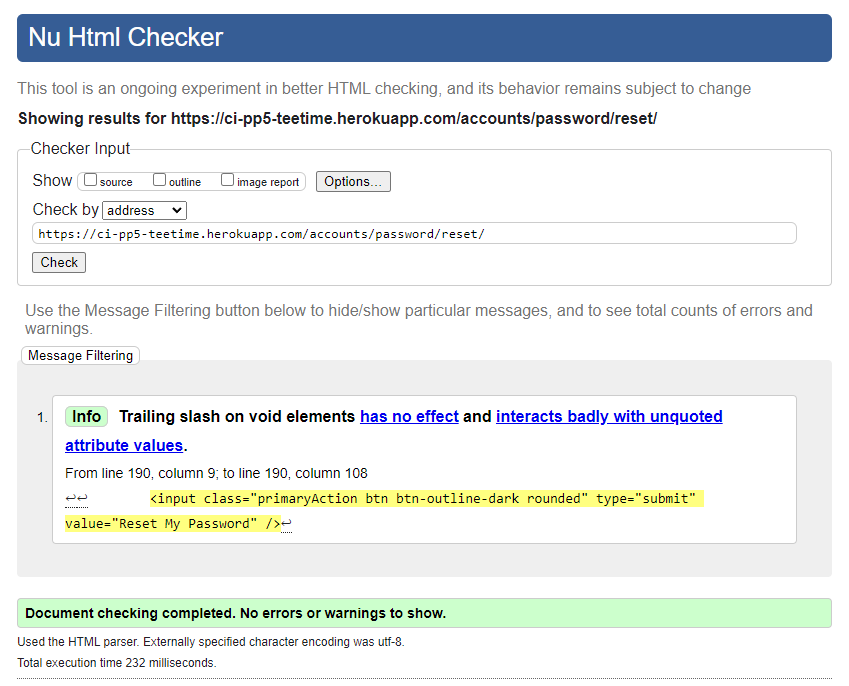 Nu Html Checker
This tool is an ongoing experiment in better HTML checking, and its behavior remains subject to change
Showing results for https://ci-pp5-teetime.herokuapp.com/accounts/password/reset/
Checker Input
Show source outline image report Options...
Check by address
https://ci-pp5-teetime.herokuapp.com/accounts/password/reset/
Check
Use the Message Filtering button below to hide/show particular messages, and to see total counts of errors and
warnings.
Message Filtering
1. Info Trailing slash on void elements has no effect and interacts badly with unquoted
attribute values.
From line 190, column 9; to line 190, column 108
↩↩ <input class="primaryAction btn btn-outline-dark rounded" type="submit"
value="Reset My Password" />↩
Document checking completed. No errors or warnings to show.
Used the HTML parser. Externally specified character encoding was utf-8.
Total execution time 232 milliseconds.